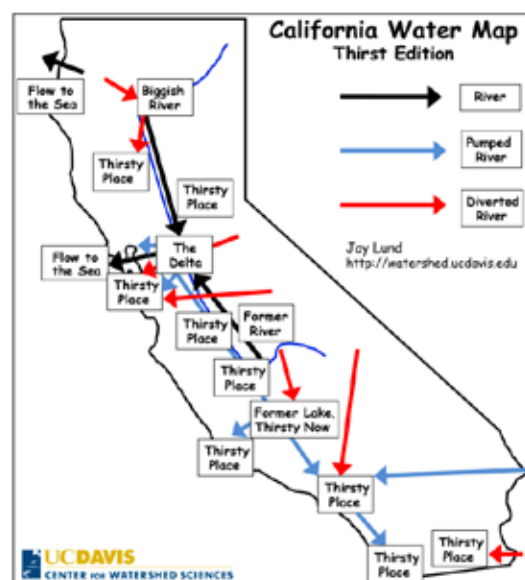 California Water Map
Thirst Edition
River
Pumped
River
Diverted
River
Jay Lund
http://watershed.ucdavis.edu
Flow to
the Sea
Biggish
River
Thirsty
Place
Thirsty
Place
The
Delta
Flow to
the Sea
Thirsty
Place
Thirsty
Place
Former
River
Thirsty
Place
Former Lake,
Thirsty Now
Thirsty
Place
Thirsty
Place
Thirsty
Place
Thirsty
Place
UCDAVIS
CENTER FOR WATERSHED SCIENCES